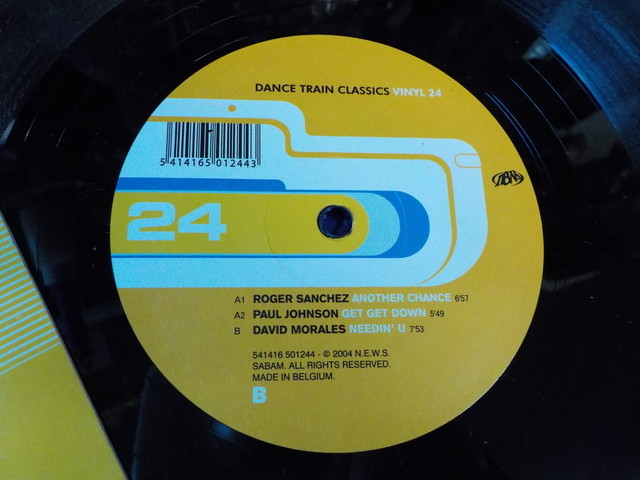 DANCE TRAIN CLASSICS VINYL 24
5 414165 012443
24
A1 ROGER SANCHEZ ANOTHER CHANCE 6'57
A2 PAUL JOHNSON GET GET DOWN 5'49
B DAVID MORALES NEEDIN' U 7'53
541416 501244 - © 2004 N.E.W.S.
SABAM. ALL RIGHTS RESERVED.
MADE IN BELGIUM.
B